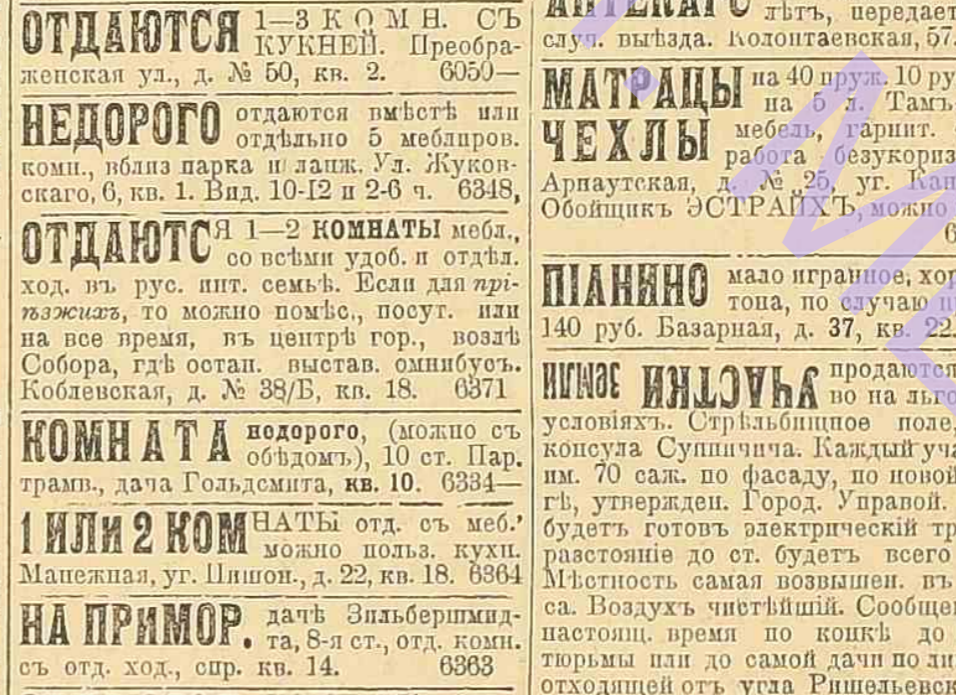 ОТДАЮТСЯ 1—3 КОМН. СЪ
КУКНЕЙ. Преобра-
женская ул., д. № 50, кв. 2. 6050—
НЕДОРОГО отдаются вмѣстѣ или
отдѣльно 5 меблиров.
комн., вблиз парка и ланж. Ул. Жуков-
скаго, 6, кв. 1. Вид. 10-12 и 2-6 ч. 6348,
ОТДАЮТСЯ 1—2 КОМНАТЫ мебл.,
со всѣми удоб. и отдѣл.
ход. въ рус. инт. семьѣ. Если для прі-
ѣзжихъ, то можно помѣс., посут. или
на все время, въ центрѣ гор., возлѣ
Собора, гдѣ остан. выстав. омнибусъ.
Коблевская, д. № 38/Б, кв. 18. 6371
КОМНАТА недорого, (можно съ
обѣдомъ), 10 ст. Пар.
трамв., дача Гольдсмита, кв. 10. 6334—
1 ИЛИ 2 КОМНАТЫ отд. съ меб.
можно польз. кухн.
Манежная, уг. Пишон., д. 22, кв. 18. 6364
НА ПРИМОР. дачѣ Зильбершмид-
та, 8-я ст., отд. комн.
съ отд. ход., спр. кв. 14. 6363
лѣтъ, передает
случ. выѣзда. Колонтаевская, 57.
МАТРАЦЫ на 40 пруж. 10 ру
на 5 л. Тамъ
ЧЕХЛЫ мебель, гарнит.
работа безукориз
Арнаутская, д. № 25, уг. Кан
Обойщикъ ЭСТРАЙХЪ, можно
6
ПІАНИНО мало игранное, хор
тона, по случаю
140 руб. Базарная, д. 37, кв. 22.
УЧАСТКИ ЗЕМЛИ продаются
во на льго
условіяхъ. Стрѣльбищное поле,
консула Суппичича. Каждый уча
им. 70 саж. по фасаду, по новой
гѣ, утвержден. Город. Управой.
будетъ готовъ электрическій тр
разстояніе до ст. будетъ всего
Мѣстность самая возвышен. въ
са. Воздухъ чистѣйшій. Сообще
настоящ. время по конкѣ до
тюрьмы или до самой дачи по ли
отходящей отъ угла Ришельевск